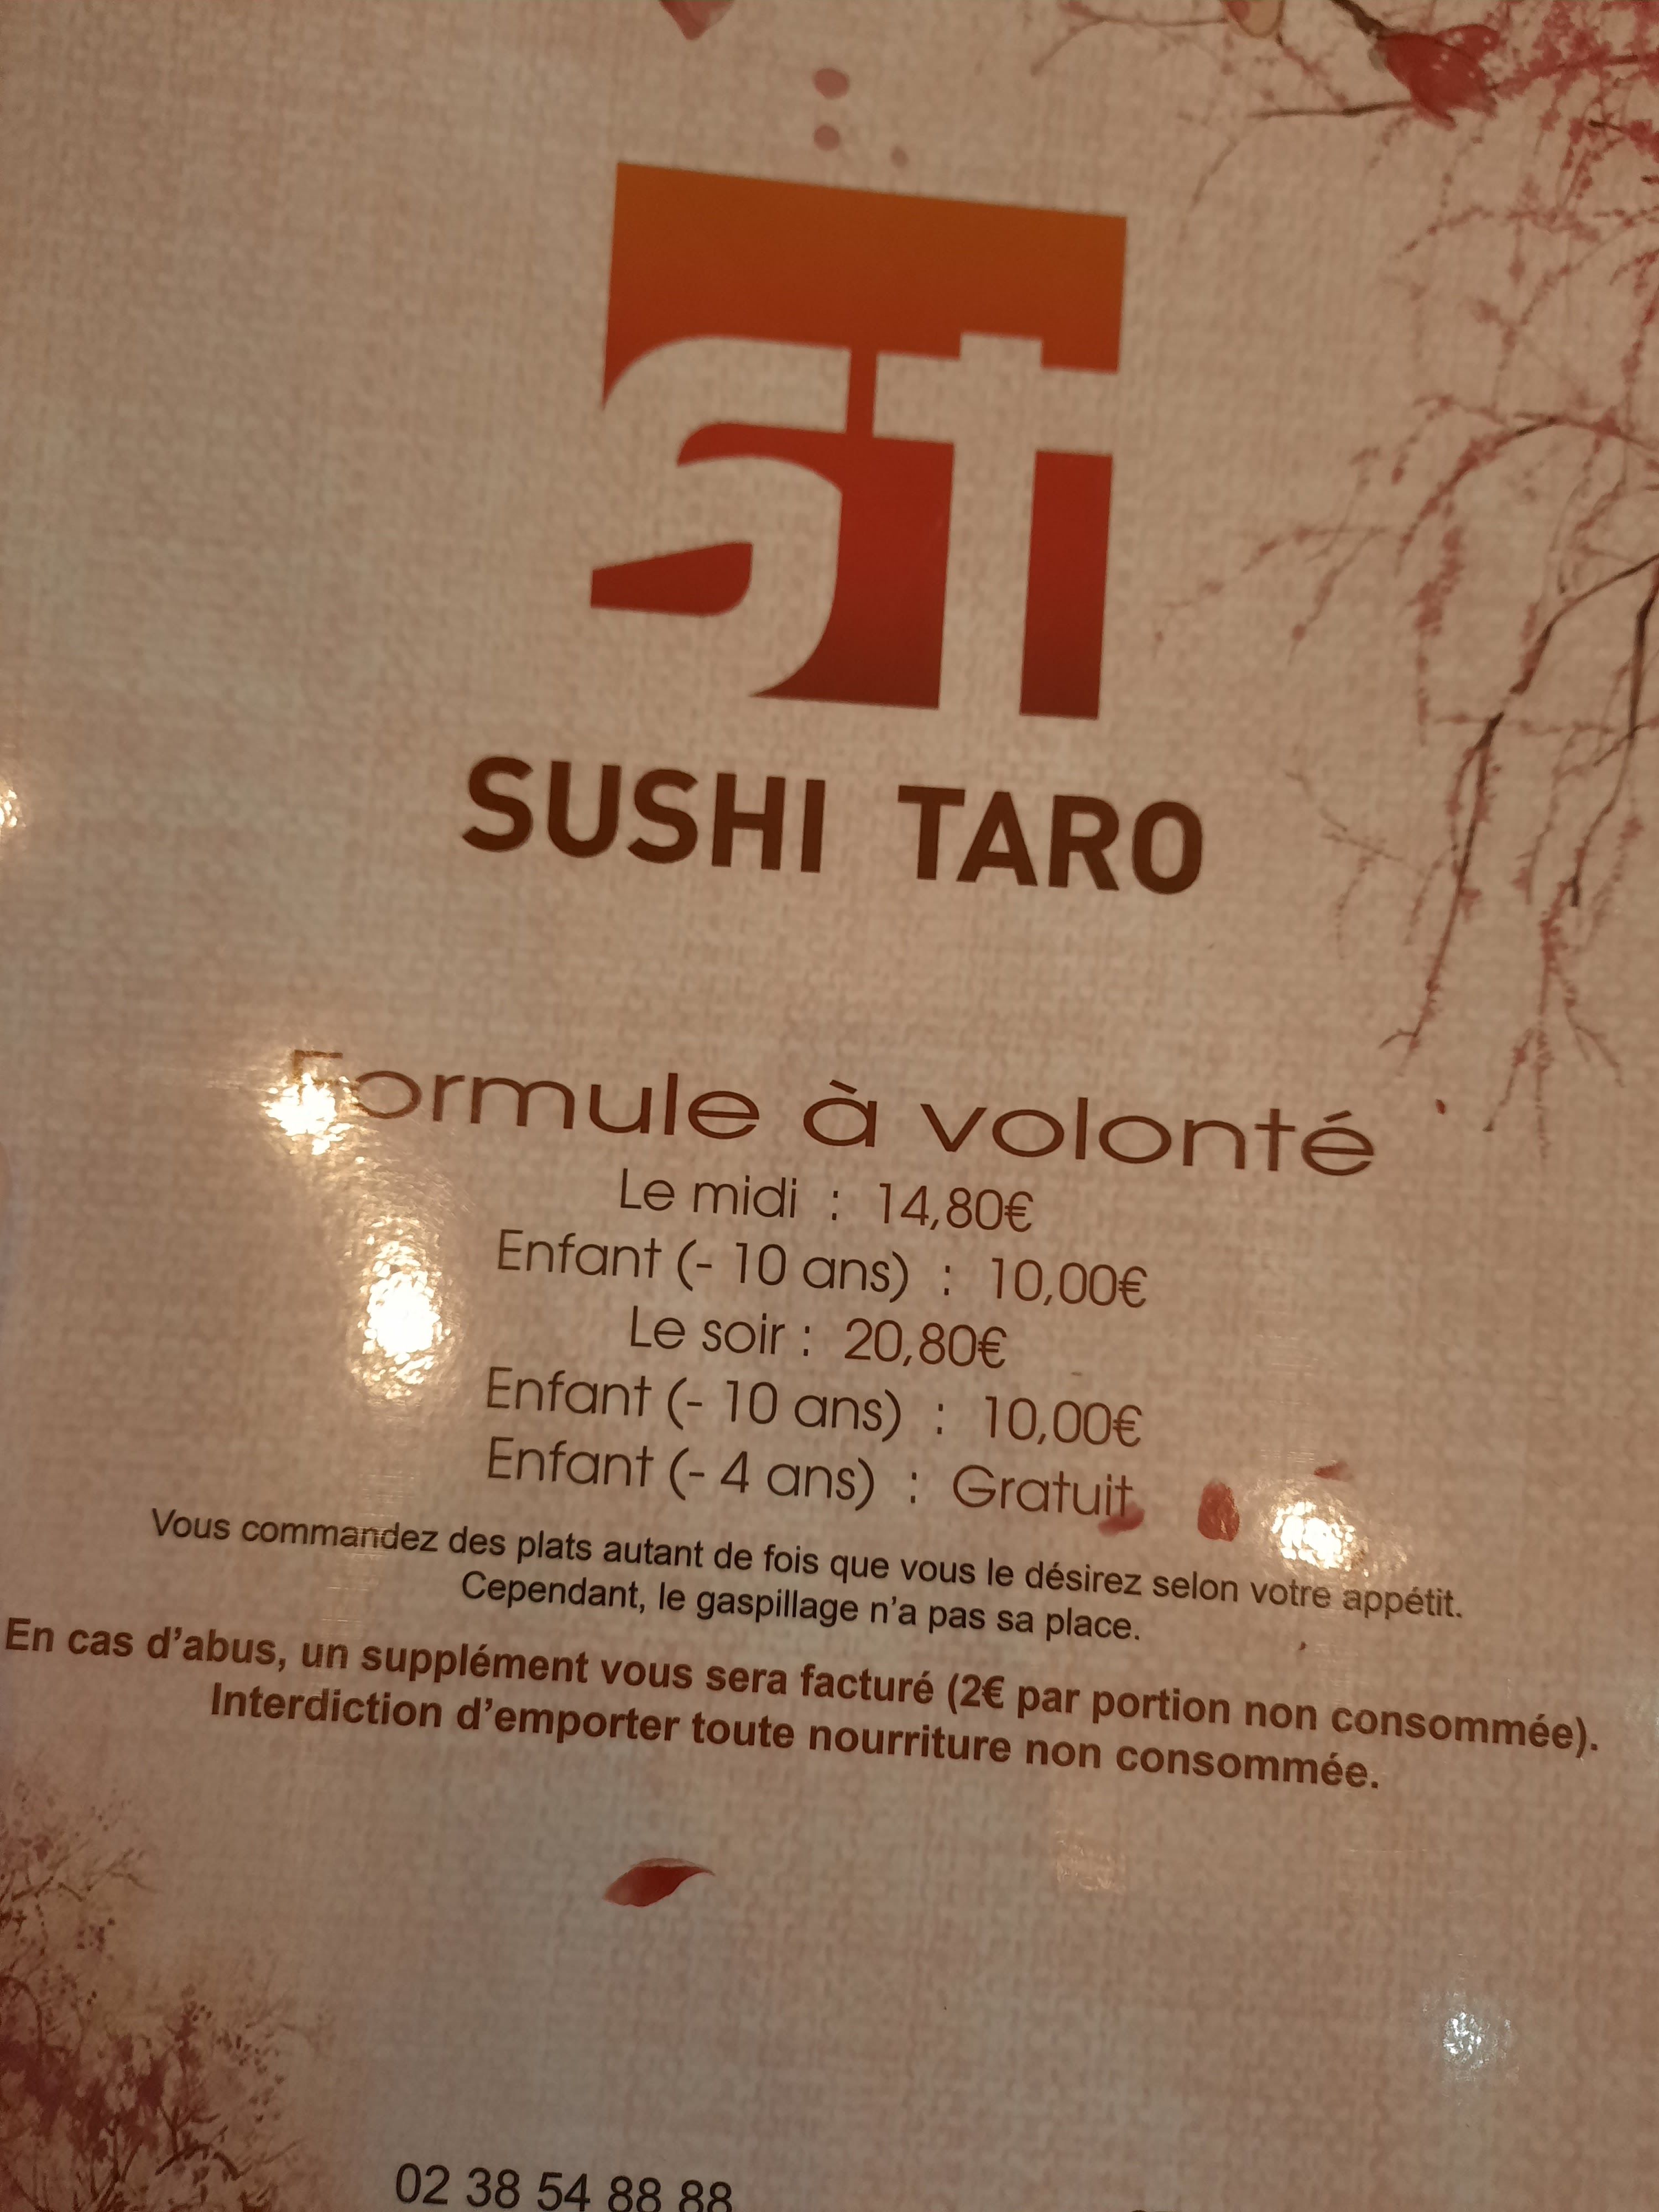 ST
SUSHI TARO
Formule à volonté
Le midi : 14,80€
Enfant (- 10 ans) : 10,00€
Le soir : 20,80€
Enfant (- 10 ans) : 10,00€
Enfant (- 4 ans) : Gratuit
Vous commandez des plats autant de fois que vous le désirez selon votre appétit.
Cependant, le gaspillage n'a pas sa place.
En cas d'abus, un supplément vous sera facturé (2€ par portion non consommée).
Interdiction d'emporter toute nourriture non consommée.
02 38 54 88 88